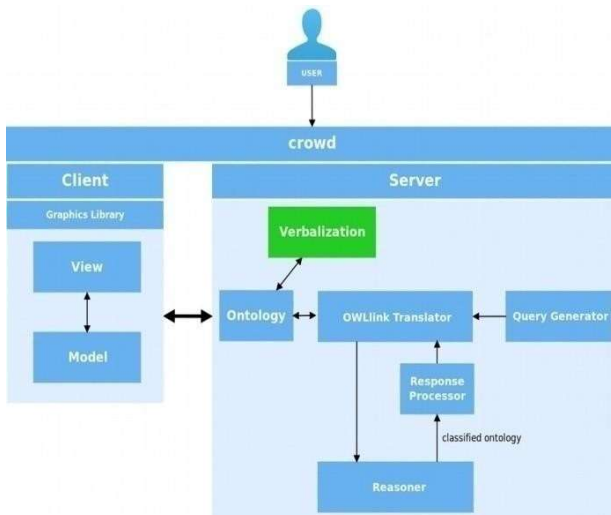 USER
crowd
Client
Server
Graphics Library
Verbalization
View
Ontology
OWLlink Translator
Query Generator
Model
Response
Processor
classified ontology
Reasoner